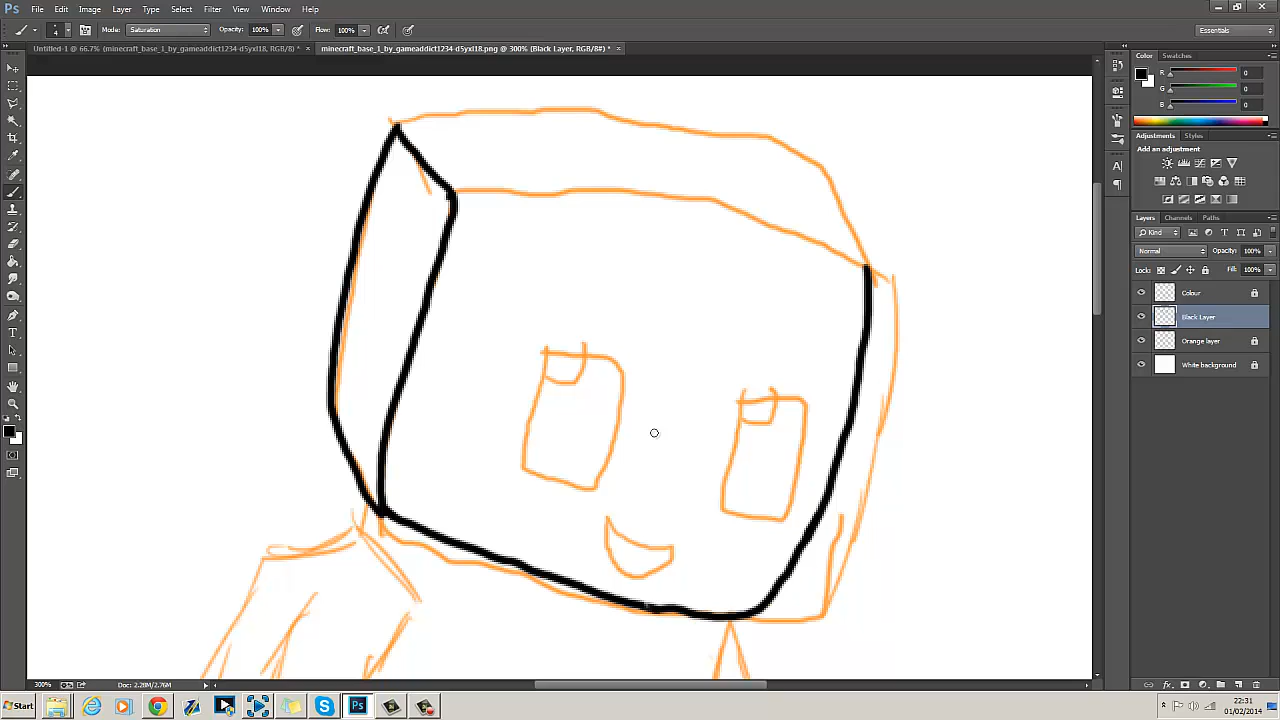 Ps File Edit Image Layer Type Select Filter View Window Help
4 Mode: Saturation Opacity: 100% Flow: 100% Essentials
Untitled-1 @ 66.7% (minecraft_base_1_by_gameaddict1234-d5yxl18, RGB/8) * × minecraft_base_1_by_gameaddict1234-d5yxl18.png @ 300% (Black Layer, RGB/8#) * ×
Color Swatches
R 0
G 0
B 0
Adjustments Styles
Add an adjustment
Layers Channels Paths
Kind
Normal Opacity: 100%
Lock: Fill: 100%
Colour
Black Layer
Orange layer
White background
300% Doc: 2.28M/2.76M
Start 22:31
01/02/2014